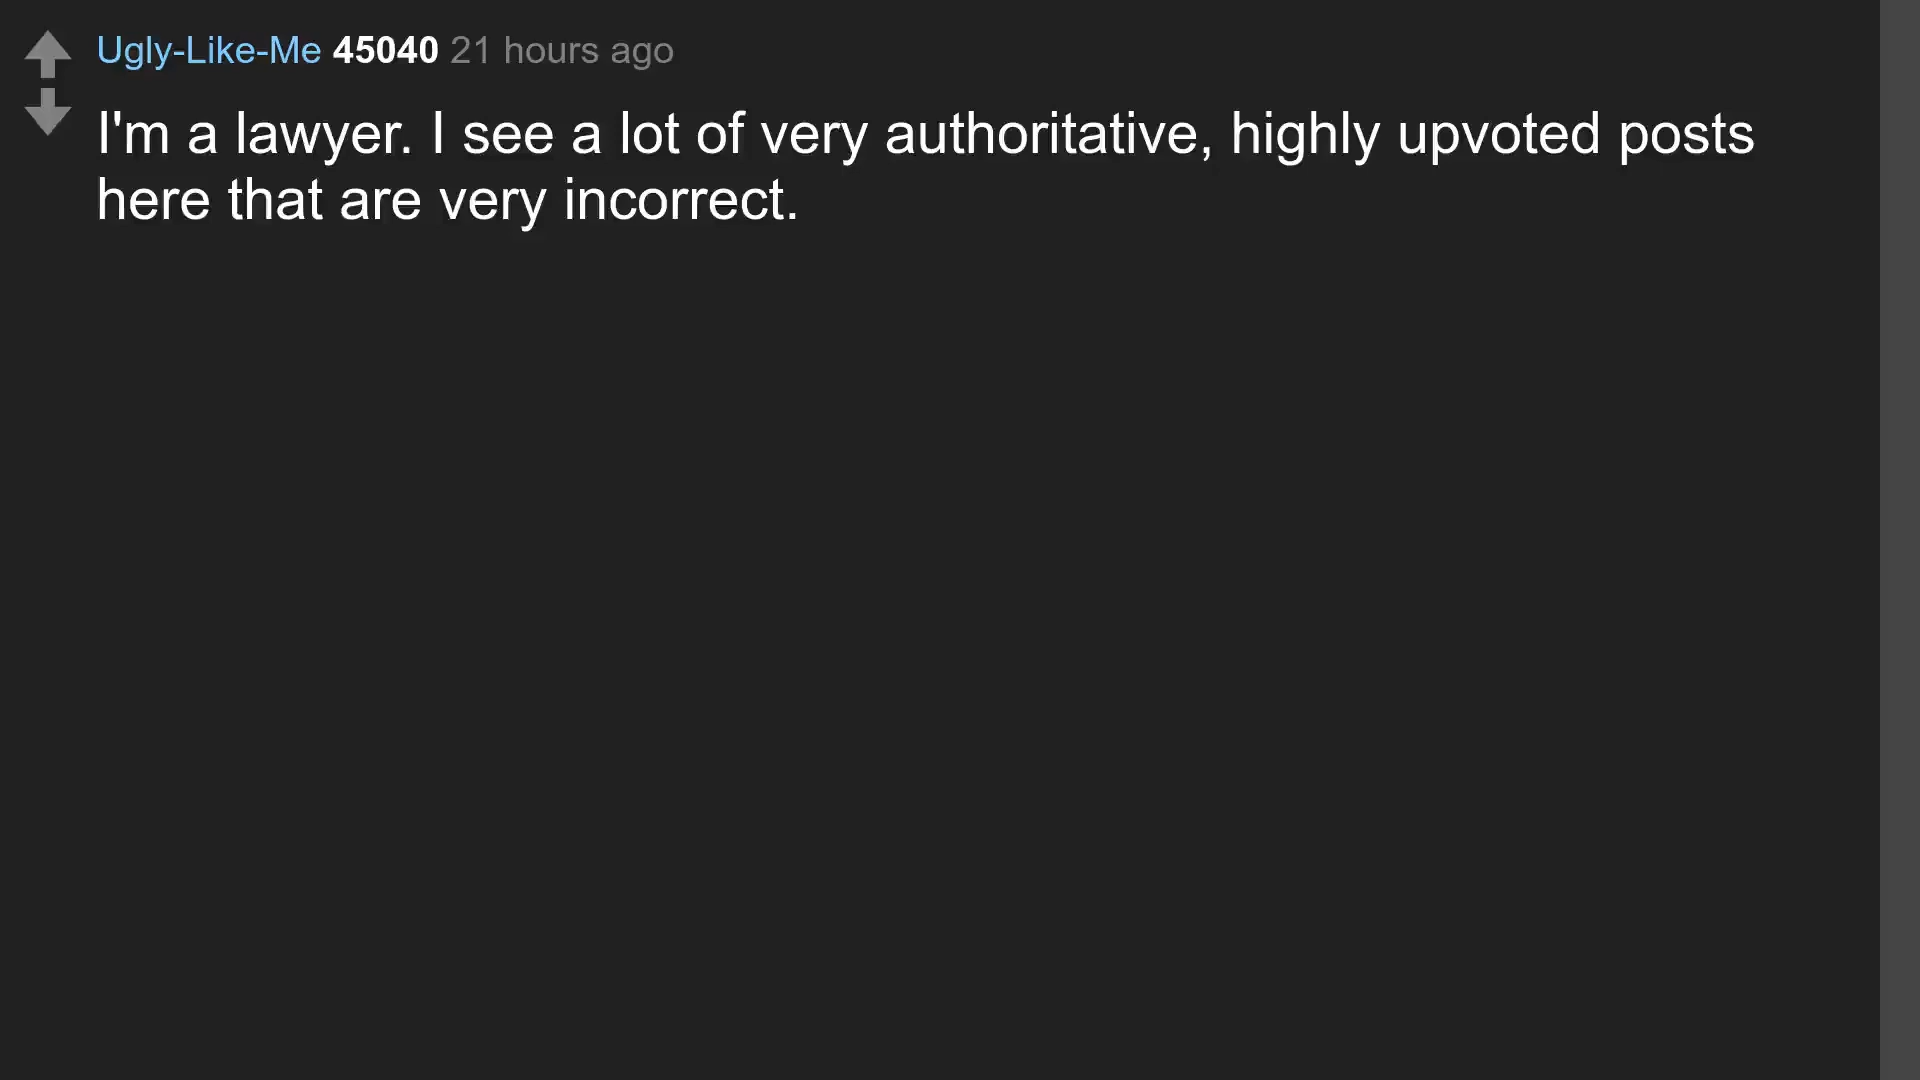 Ugly-Like-Me 45040 21 hours ago
I'm a lawyer. I see a lot of very authoritative, highly upvoted posts
here that are very incorrect.